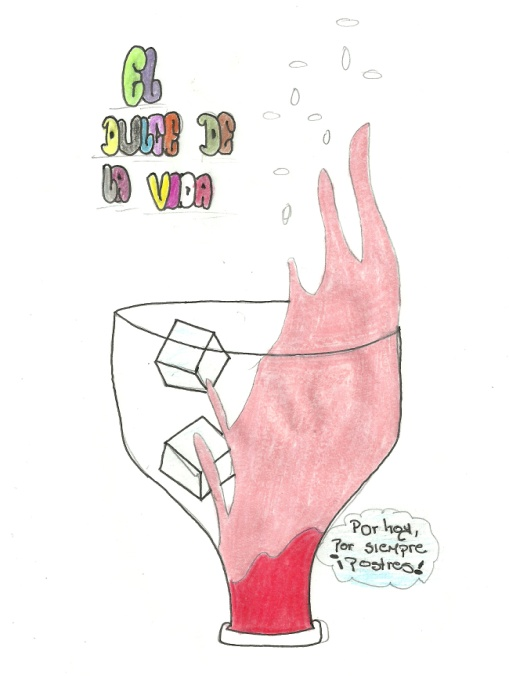 EL
DULCE DE
LA VIDA
Por hoy,
Por siempre
¡Postres!